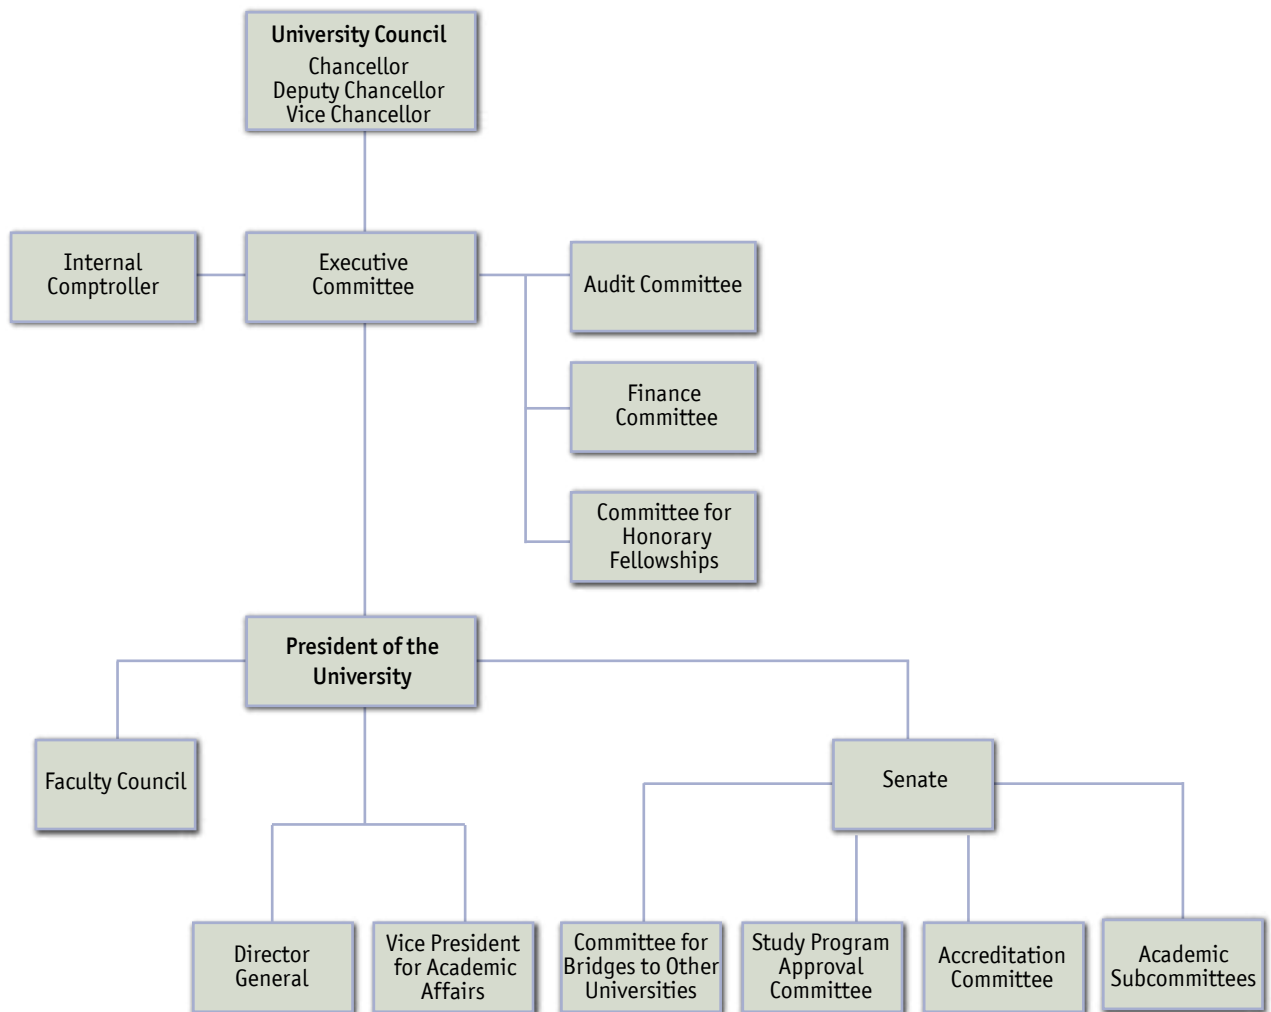 University Council
Chancellor
Deputy Chancellor
Vice Chancellor
Internal
Comptroller
Executive
Committee
Audit Committee
Finance
Committee
Committee for
Honorary
Fellowships
President of the
University
Faculty Council
Senate
Director
General
Vice President
for Academic
Affairs
Committee for
Bridges to Other
Universities
Study Program
Approval
Committee
Accreditation
Committee
Academic
Subcommittees